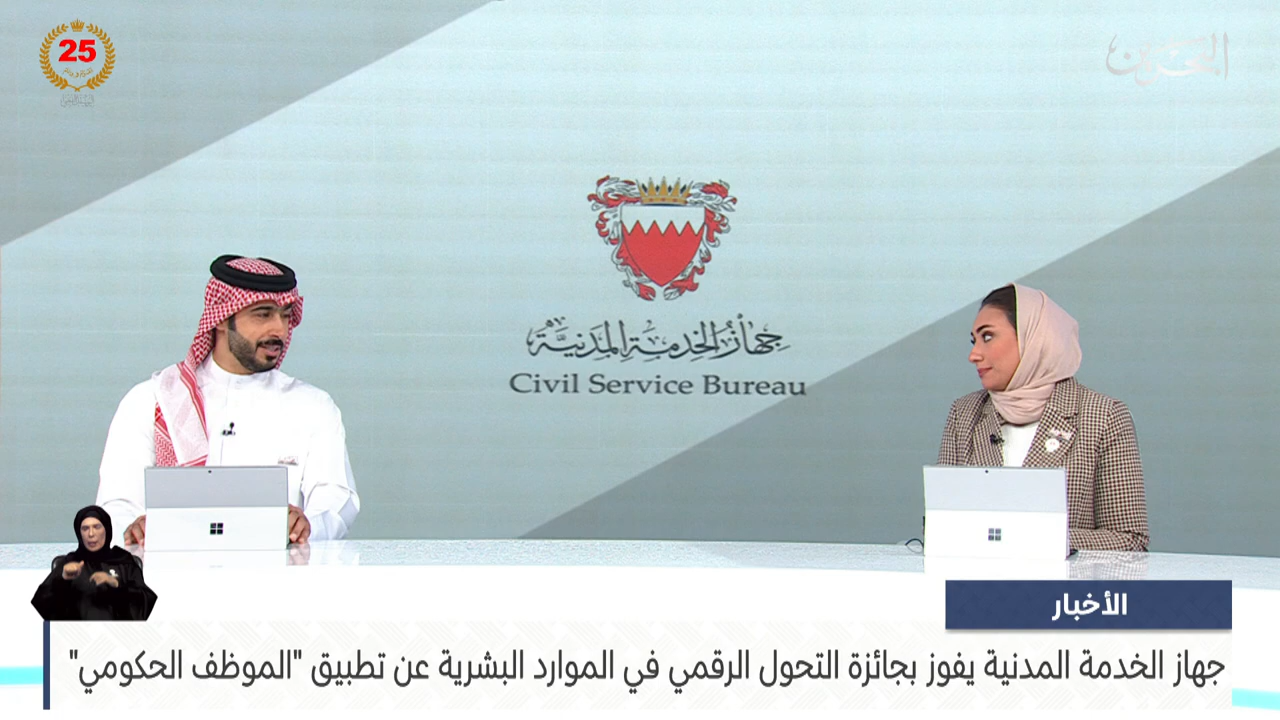 25
البحرين
جهاز الخدمة المدنية
Civil Service Bureau
الأخبار
جهاز الخدمة المدنية يفوز بجائزة التحول الرقمي في الموارد البشرية عن تطبيق "الموظف الحكومي"